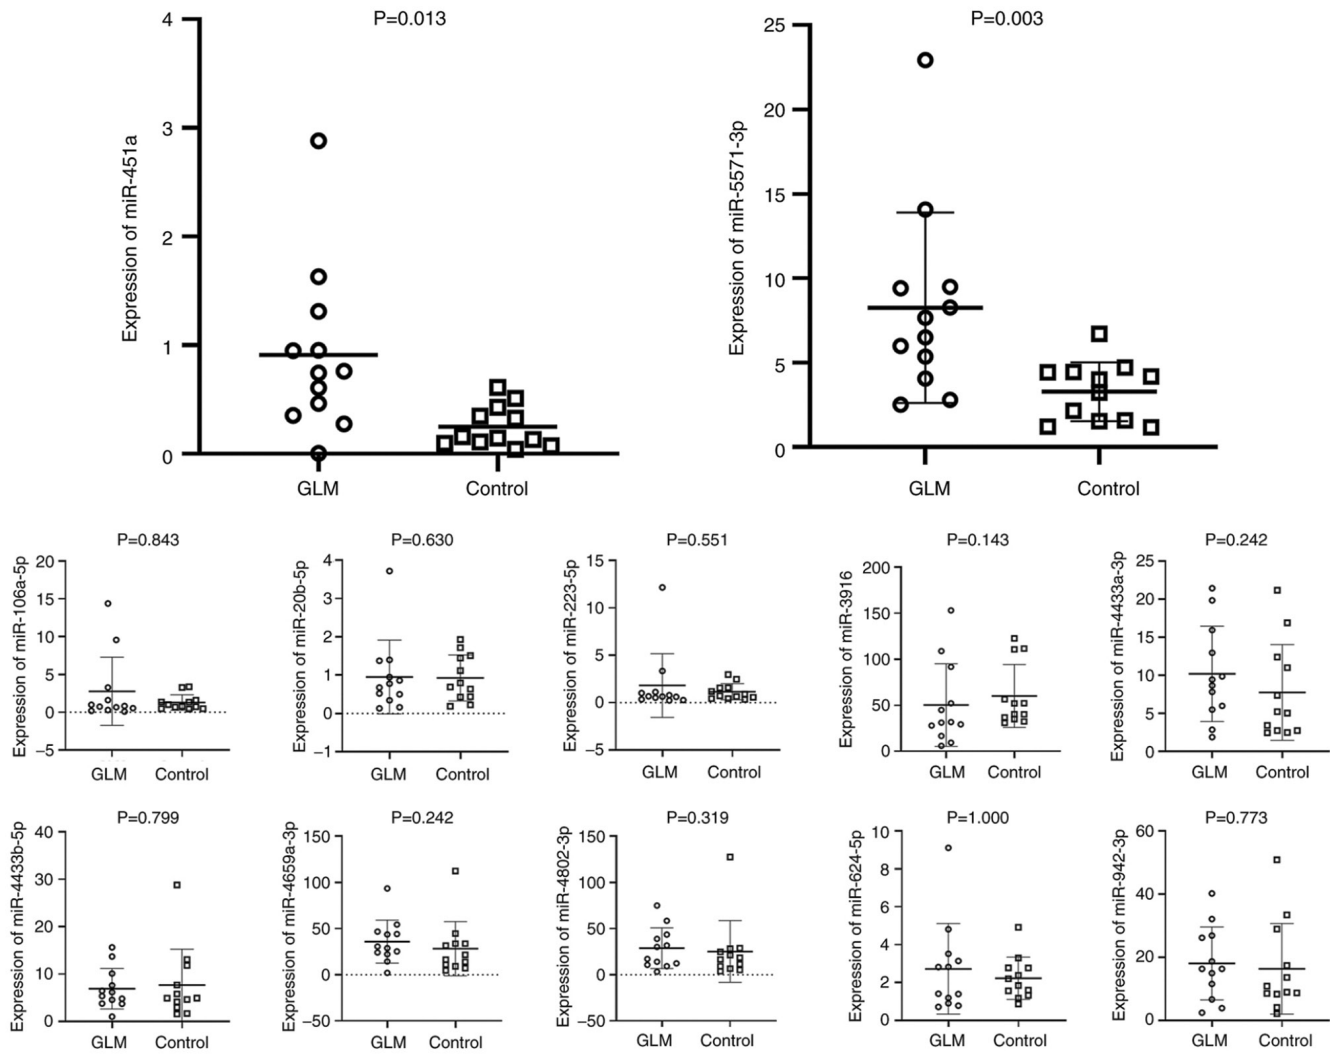 P=0.013
Expression of miR-451a
4
3
2
1
0
GLM Control
P=0.003
Expression of miR-5571-3p
25
20
15
10
5
0
GLM Control
P=0.843
Expression of miR-106a-5p
20
15
10
5
0
–5
GLM Control
P=0.630
Expression of miR-20b-5p
4
3
2
1
0
–1
GLM Control
P=0.551
Expression of miR-223-5p
15
10
5
0
–5
GLM Control
P=0.143
Expression of miR-3916
200
150
100
50
0
GLM Control
P=0.242
Expression of miR-4433a-3p
25
20
15
10
5
0
GLM Control
P=0.799
Expression of miR-4433b-5p
40
30
20
10
0
GLM Control
P=0.242
Expression of miR-4659a-3p
150
100
50
0
–50
GLM Control
P=0.319
Expression of miR-4802-3p
150
100
50
0
–50
GLM Control
P=1.000
Expression of miR-624-5p
10
8
6
4
2
0
GLM Control
P=0.773
Expression of miR-942-3p
60
40
20
0
GLM Control